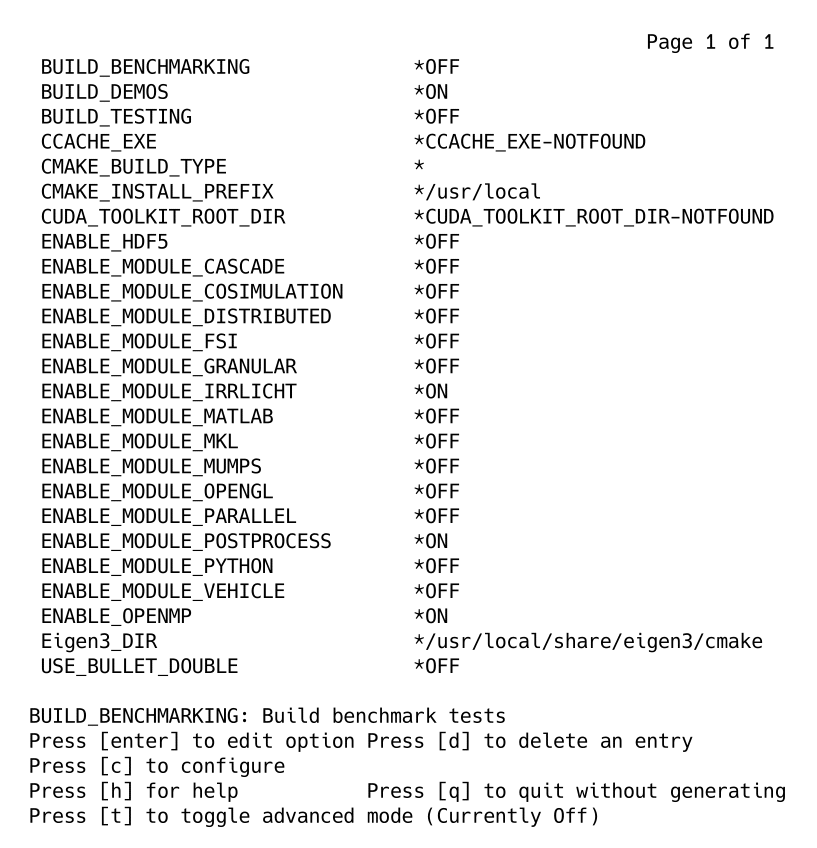 Page 1 of 1
BUILD_BENCHMARKING *OFF
BUILD_DEMOS *ON
BUILD_TESTING *OFF
CCACHE_EXE *CCACHE_EXE-NOTFOUND
CMAKE_BUILD_TYPE *
CMAKE_INSTALL_PREFIX */usr/local
CUDA_TOOLKIT_ROOT_DIR *CUDA_TOOLKIT_ROOT_DIR-NOTFOUND
ENABLE_HDF5 *OFF
ENABLE_MODULE_CASCADE *OFF
ENABLE_MODULE_COSIMULATION *OFF
ENABLE_MODULE_DISTRIBUTED *OFF
ENABLE_MODULE_FSI *OFF
ENABLE_MODULE_GRANULAR *OFF
ENABLE_MODULE_IRRLICHT *ON
ENABLE_MODULE_MATLAB *OFF
ENABLE_MODULE_MKL *OFF
ENABLE_MODULE_MUMPS *OFF
ENABLE_MODULE_OPENGL *OFF
ENABLE_MODULE_PARALLEL *OFF
ENABLE_MODULE_POSTPROCESS *ON
ENABLE_MODULE_PYTHON *OFF
ENABLE_MODULE_VEHICLE *OFF
ENABLE_OPENMP *ON
Eigen3_DIR */usr/local/share/eigen3/cmake
USE_BULLET_DOUBLE *OFF
BUILD_BENCHMARKING: Build benchmark tests
Press [enter] to edit option Press [d] to delete an entry
Press [c] to configure
Press [h] for help Press [q] to quit without generating
Press [t] to toggle advanced mode (Currently Off)